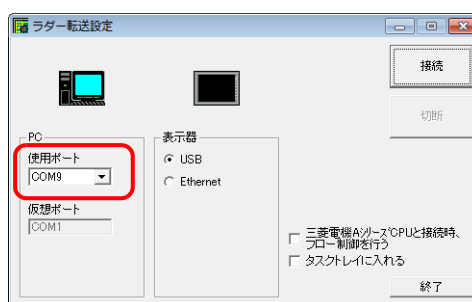 ラダー転送設定
接続
切断
PC
使用ポート
COM9
仮想ポート
COM1
表示器
USB
Ethernet
三菱電機AシリーズCPUと接続時、
フロー制御を行う
タスクトレイに入れる
終了